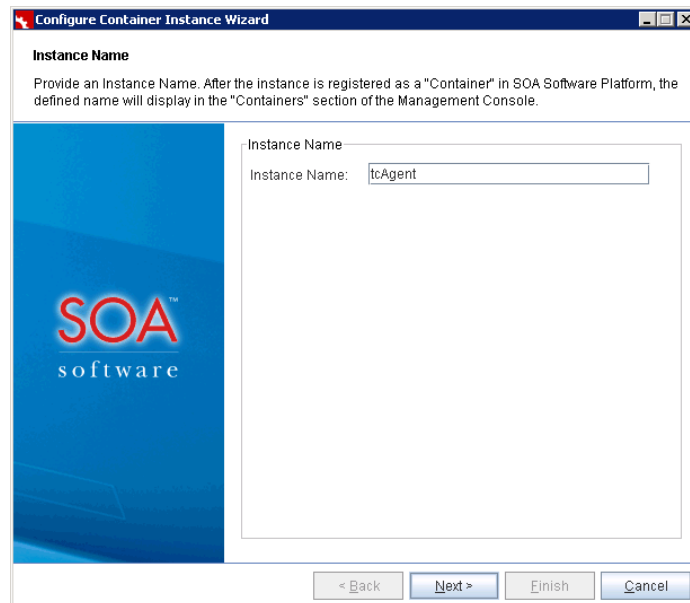 Configure Container Instance Wizard
Instance Name
Provide an Instance Name. After the instance is registered as a "Container" in SOA Software Platform, the
defined name will display in the "Containers" section of the Management Console.
Instance Name
Instance Name: tcAgent
SOA™
software
< Back Next > Finish Cancel